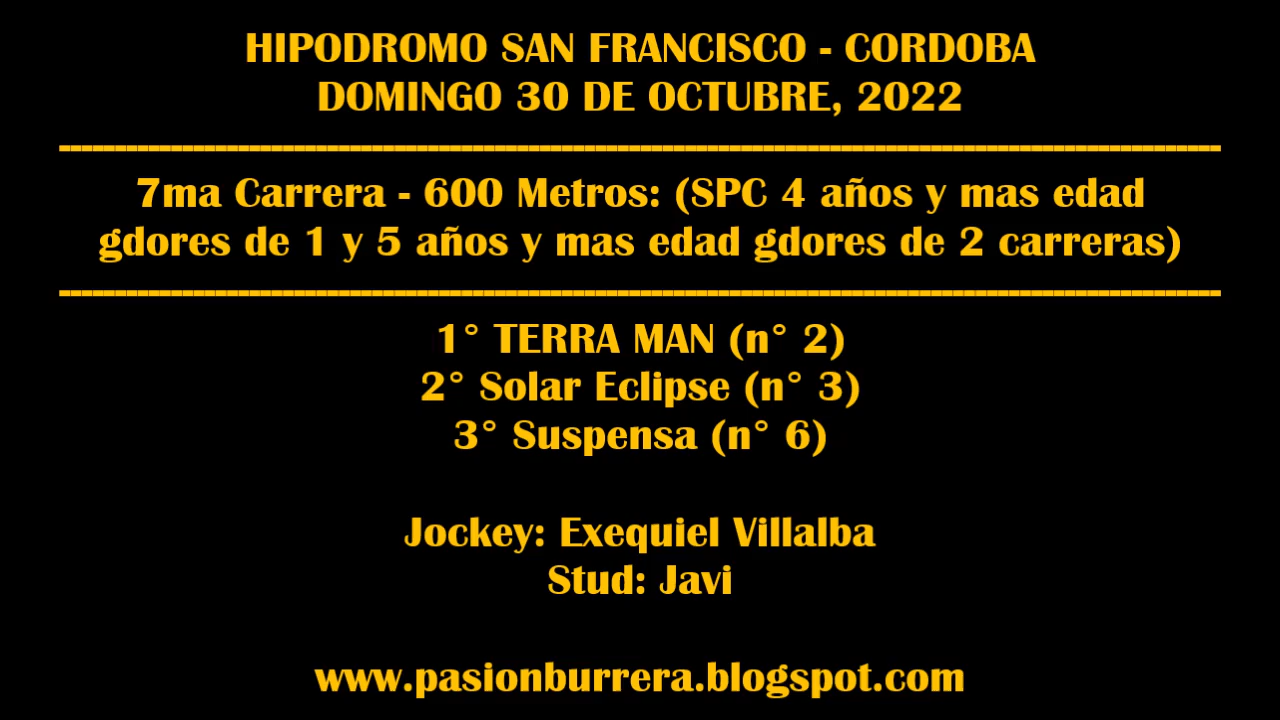 HIPODROMO SAN FRANCISCO - CORDOBA
DOMINGO 30 DE OCTUBRE, 2022
7ma Carrera - 600 Metros: (SPC 4 años y mas edad
gdores de 1 y 5 años y mas edad gdores de 2 carreras)
1° TERRA MAN (n° 2)
2° Solar Eclipse (n° 3)
3° Suspensa (n° 6)
Jockey: Exequiel Villalba
Stud: Javi
www.pasionburrera.blogspot.com